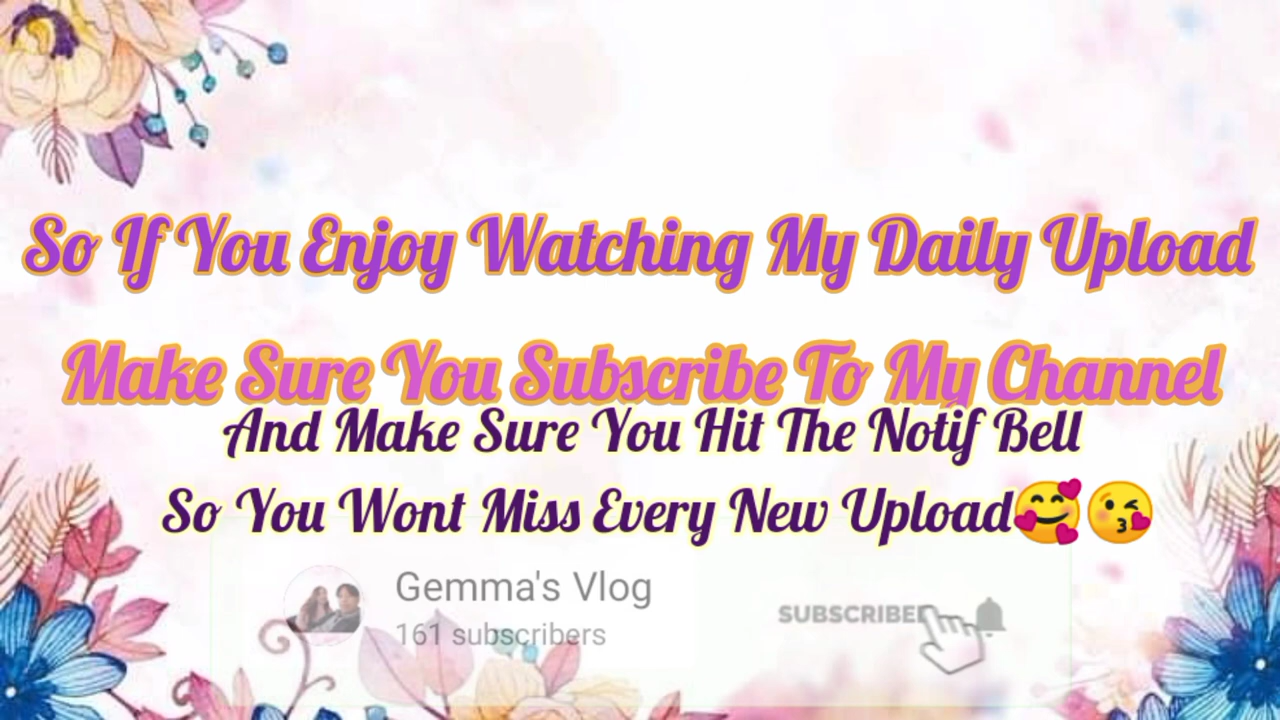 So If You Enjoy Watching My Daily Upload
Make Sure You Subscribe To My Channel
And Make Sure You Hit The Notif Bell
So You Wont Miss Every New Upload🥰😘
Gemma's Vlog
161 subscribers
SUBSCRIBED